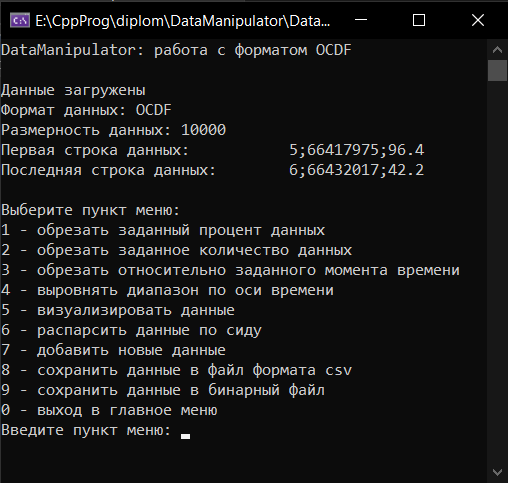 E:\CppProg\diplom\DataManipulator\Data...
DataManipulator: работа с форматом OCDF
Данные загружены
Формат данных: OCDF
Размерность данных: 10000
Первая строка данных: 5;66417975;96.4
Последняя строка данных: 6;66432017;42.2
Выберите пункт меню:
1 - обрезать заданный процент данных
2 - обрезать заданное количество данных
3 - обрезать относительно заданного момента времени
4 - выровнять диапазон по оси времени
5 - визуализировать данные
6 - распарсить данные по сиду
7 - добавить новые данные
8 - сохранить данные в файл формата csv
9 - сохранить данные в бинарный файл
0 - выход в главное меню
Введите пункт меню: